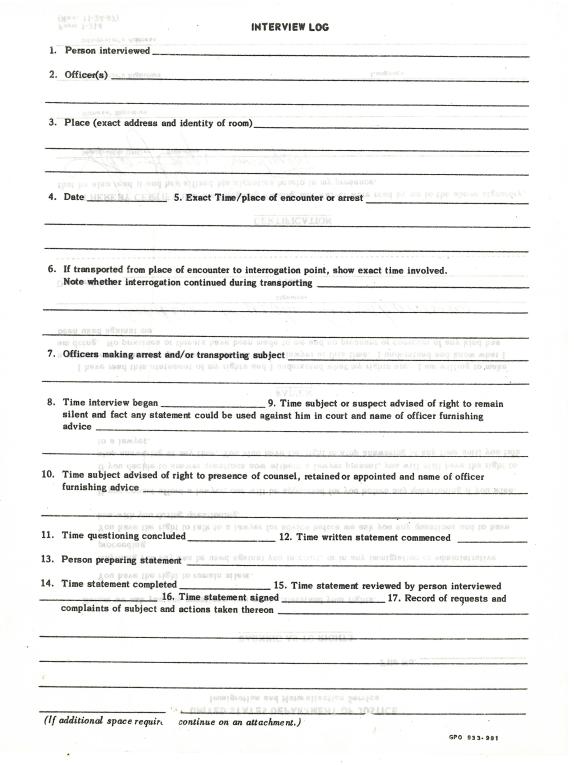 INTERVIEW LOG
1. Person interviewed
2. Officer(s)
3. Place (exact address and identity of room)
4. Date 5. Exact Time/place of encounter or arrest
6. If transported from place of encounter to interrogation point, show exact time involved.
Note whether interrogation continued during transporting
7. Officers making arrest and/or transporting subject
8. Time interview began 9. Time subject or suspect advised of right to remain
silent and fact any statement could be used against him in court and name of officer furnishing
advice
10. Time subject advised of right to presence of counsel, retained or appointed and name of officer
furnishing advice
11. Time questioning concluded 12. Time written statement commenced
13. Person preparing statement
14. Time statement completed 15. Time statement reviewed by person interviewed
16. Time statement signed 17. Record of requests and
complaints of subject and actions taken thereon
(If additional space requir continue on an attachment.)
GPO 933-991